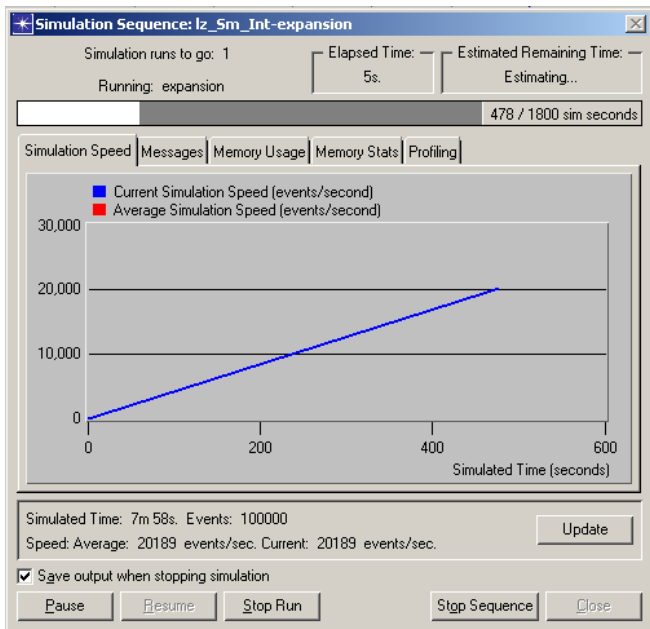 Simulation Sequence: lz_Sm_Int-expansion
Simulation runs to go: 1
Running: expansion
Elapsed Time:
5s.
Estimated Remaining Time:
Estimating...
478 / 1800 sim seconds
Simulation Speed Messages Memory Usage Memory Stats Profiling
Current Simulation Speed (events/second)
Average Simulation Speed (events/second)
30,000
20,000
10,000
0
0 200 400 600
Simulated Time (seconds)
Simulated Time: 7m 58s. Events: 100000
Speed: Average: 20189 events/sec. Current: 20189 events/sec.
Update
Save output when stopping simulation
Pause Resume Stop Run Stop Sequence Close